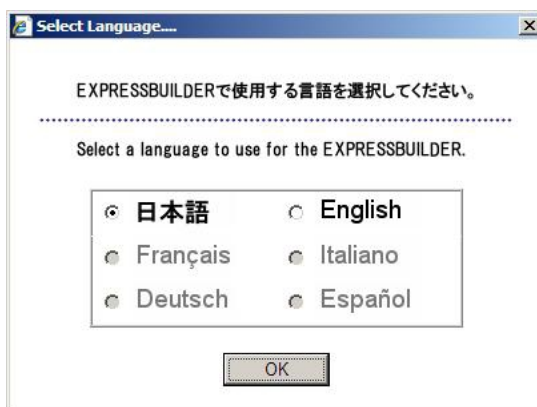 Select Language....
EXPRESSBUILDERで使用する言語を選択してください。
Select a language to use for the EXPRESSBUILDER.
日本語 English
Français Italiano
Deutsch Español
OK